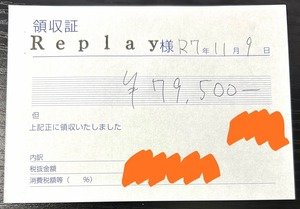 領収証
Replay様 R7年11月9日
¥79,500-
但
上記正に領収いたしました
内訳
税抜金額
消費税額等（　％）